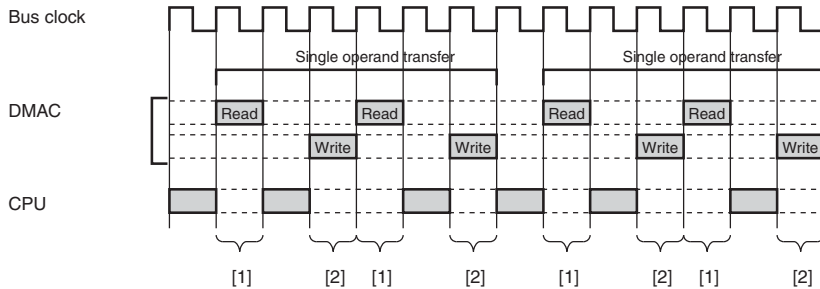 Bus clock
Single operand transfer Single operand transfer
DMAC
Read Read Read Read
Write Write Write Write
CPU
[1] [2] [1] [2] [1] [2] [1] [2]